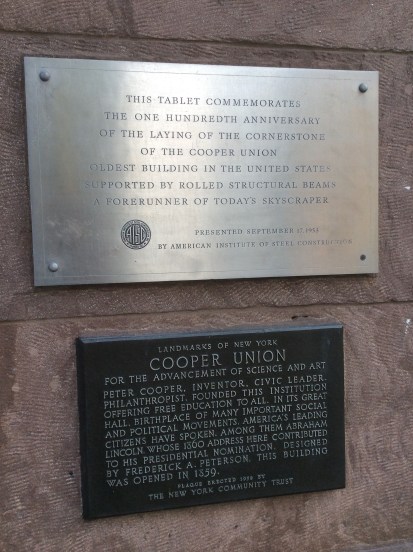 THIS TABLET COMMEMORATES
THE ONE HUNDREDTH ANNIVERSARY
OF THE LAYING OF THE CORNERSTONE
OF THE COOPER UNION
OLDEST BUILDING IN THE UNITED STATES
SUPPORTED BY ROLLED STRUCTURAL BEAMS
A FORERUNNER OF TODAY'S SKYSCRAPER
AISC
PRESENTED SEPTEMBER 17, 1953
BY AMERICAN INSTITUTE OF STEEL CONSTRUCTION
LANDMARKS OF NEW YORK
COOPER UNION
FOR THE ADVANCEMENT OF SCIENCE AND ART
PETER COOPER, INVENTOR, CIVIC LEADER,
PHILANTHROPIST, FOUNDED THIS INSTITUTION
OFFERING FREE EDUCATION TO ALL. IN ITS GREAT
HALL, BIRTHPLACE OF MANY IMPORTANT SOCIAL
AND POLITICAL MOVEMENTS, AMERICA'S LEADING
CITIZENS HAVE SPOKEN, AMONG THEM ABRAHAM
LINCOLN, WHOSE 1860 ADDRESS HERE CONTRIBUTED
TO HIS PRESIDENTIAL NOMINATION. DESIGNED
BY FREDERICK A. PETERSON, THIS BUILDING
WAS OPENED IN 1859.
PLAQUE ERECTED BY
THE NEW YORK COMMUNITY TRUST